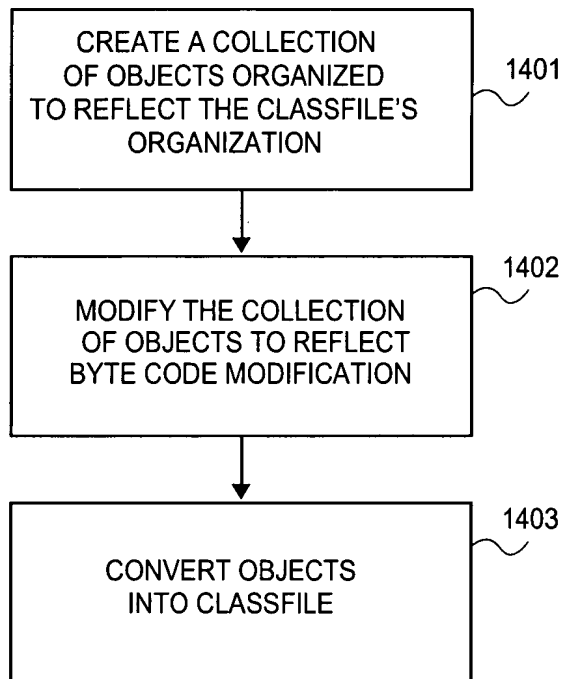 CREATE A COLLECTION
OF OBJECTS ORGANIZED
TO REFLECT THE CLASSFILE'S
ORGANIZATION
1401
1402
MODIFY THE COLLECTION
OF OBJECTS TO REFLECT
BYTE CODE MODIFICATION
1403
CONVERT OBJECTS
INTO CLASSFILE